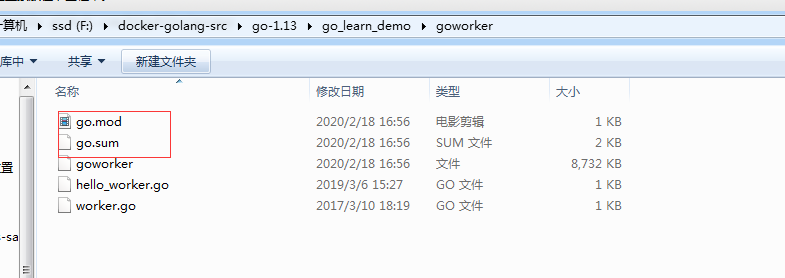 计算机 ▸ ssd (F:) ▸ docker-golang-src ▸ go-1.13 ▸ go_learn_demo ▸ goworker
库中 共享 新建文件夹
名称 修改日期 类型 大小
go.mod 2020/2/18 16:56 电影剪辑 1 KB
go.sum 2020/2/18 16:56 SUM 文件 2 KB
goworker 2020/2/18 16:56 文件 8,732 KB
hello_worker.go 2019/3/6 15:27 GO 文件 1 KB
worker.go 2017/3/10 18:19 GO 文件 1 KB
位置
s-sa